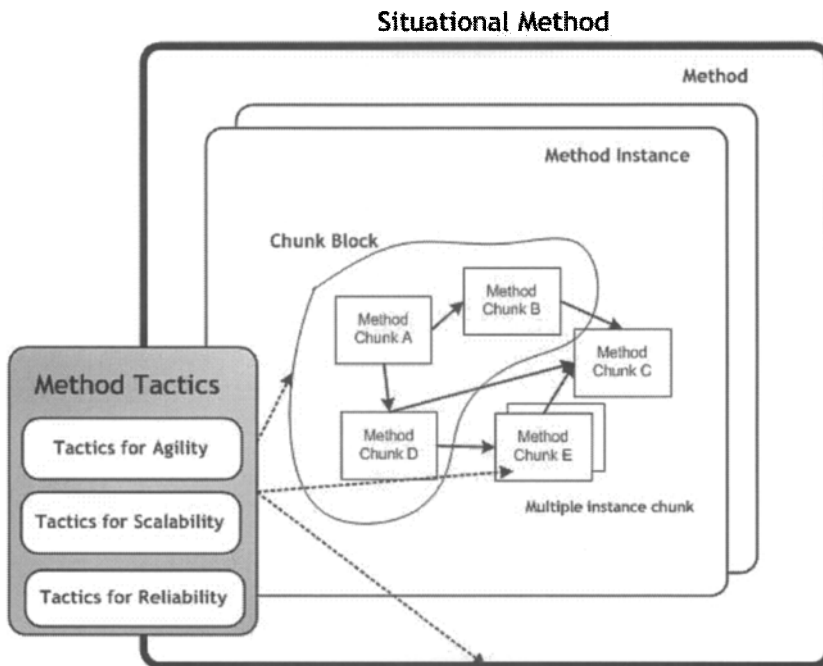 Situational Method
Method
Method Instance
Chunk Block
Method
Chunk A
Method
Chunk B
Method
Chunk C
Method
Chunk D
Method
Chunk E
Multiple instance chunk
Method Tactics
Tactics for Agility
Tactics for Scalability
Tactics for Reliability